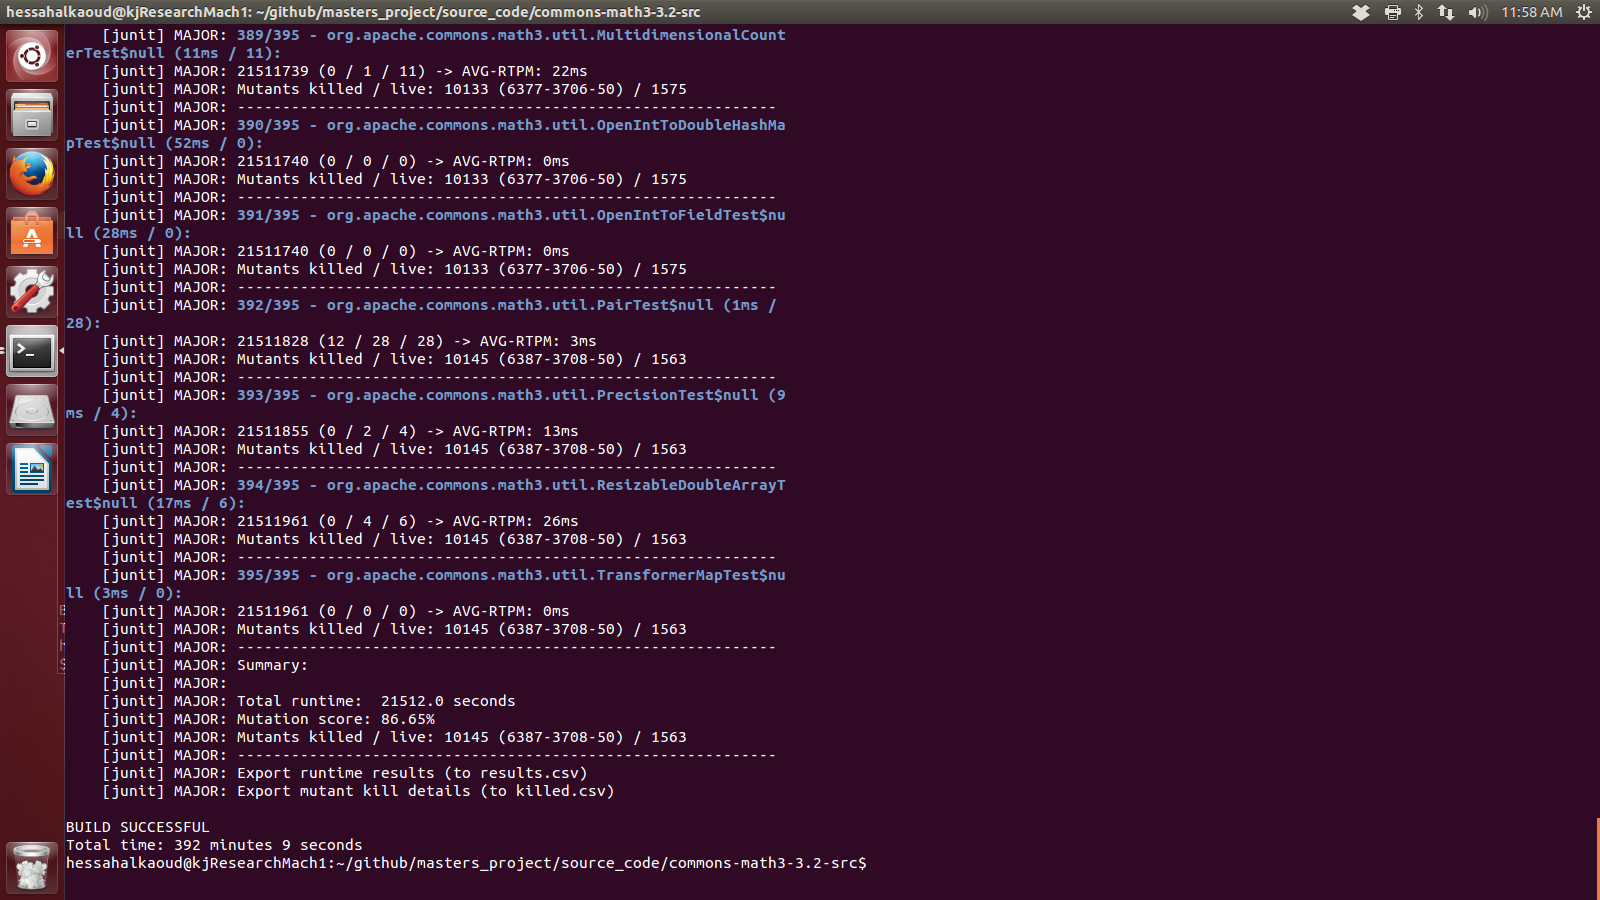 hessahalkaoud@kjResearchMach1: ~/github/masters_project/source_code/commons-math3-3.2-src
11:58 AM
[junit] MAJOR: 389/395 - org.apache.commons.math3.util.MultidimensionalCount
erTest$null (11ms / 11):
[junit] MAJOR: 21511739 (0 / 1 / 11) -> AVG-RTPM: 22ms
[junit] MAJOR: Mutants killed / live: 10133 (6377-3706-50) / 1575
[junit] MAJOR: ------------------------------------------------------------
[junit] MAJOR: 390/395 - org.apache.commons.math3.util.OpenIntToDoubleHashMa
pTest$null (52ms / 0):
[junit] MAJOR: 21511740 (0 / 0 / 0) -> AVG-RTPM: 0ms
[junit] MAJOR: Mutants killed / live: 10133 (6377-3706-50) / 1575
[junit] MAJOR: ------------------------------------------------------------
[junit] MAJOR: 391/395 - org.apache.commons.math3.util.OpenIntToFieldTest$nu
ll (28ms / 0):
[junit] MAJOR: 21511740 (0 / 0 / 0) -> AVG-RTPM: 0ms
[junit] MAJOR: Mutants killed / live: 10133 (6377-3706-50) / 1575
[junit] MAJOR: ------------------------------------------------------------
[junit] MAJOR: 392/395 - org.apache.commons.math3.util.PairTest$null (1ms /
28):
[junit] MAJOR: 21511828 (12 / 28 / 28) -> AVG-RTPM: 3ms
[junit] MAJOR: Mutants killed / live: 10145 (6387-3708-50) / 1563
[junit] MAJOR: ------------------------------------------------------------
[junit] MAJOR: 393/395 - org.apache.commons.math3.util.PrecisionTest$null (9
ms / 4):
[junit] MAJOR: 21511855 (0 / 2 / 4) -> AVG-RTPM: 13ms
[junit] MAJOR: Mutants killed / live: 10145 (6387-3708-50) / 1563
[junit] MAJOR: ------------------------------------------------------------
[junit] MAJOR: 394/395 - org.apache.commons.math3.util.ResizableDoubleArrayT
est$null (17ms / 6):
[junit] MAJOR: 21511961 (0 / 4 / 6) -> AVG-RTPM: 26ms
[junit] MAJOR: Mutants killed / live: 10145 (6387-3708-50) / 1563
[junit] MAJOR: ------------------------------------------------------------
[junit] MAJOR: 395/395 - org.apache.commons.math3.util.TransformerMapTest$nu
ll (3ms / 0):
[junit] MAJOR: 21511961 (0 / 0 / 0) -> AVG-RTPM: 0ms
[junit] MAJOR: Mutants killed / live: 10145 (6387-3708-50) / 1563
[junit] MAJOR: ------------------------------------------------------------
[junit] MAJOR: Summary:
[junit] MAJOR:
[junit] MAJOR: Total runtime:  21512.0 seconds
[junit] MAJOR: Mutation score: 86.65%
[junit] MAJOR: Mutants killed / live: 10145 (6387-3708-50) / 1563
[junit] MAJOR: ------------------------------------------------------------
[junit] MAJOR: Export runtime results (to results.csv)
[junit] MAJOR: Export mutant kill details (to killed.csv)
BUILD SUCCESSFUL
Total time: 392 minutes 9 seconds
hessahalkaoud@kjResearchMach1:~/github/masters_project/source_code/commons-math3-3.2-src$